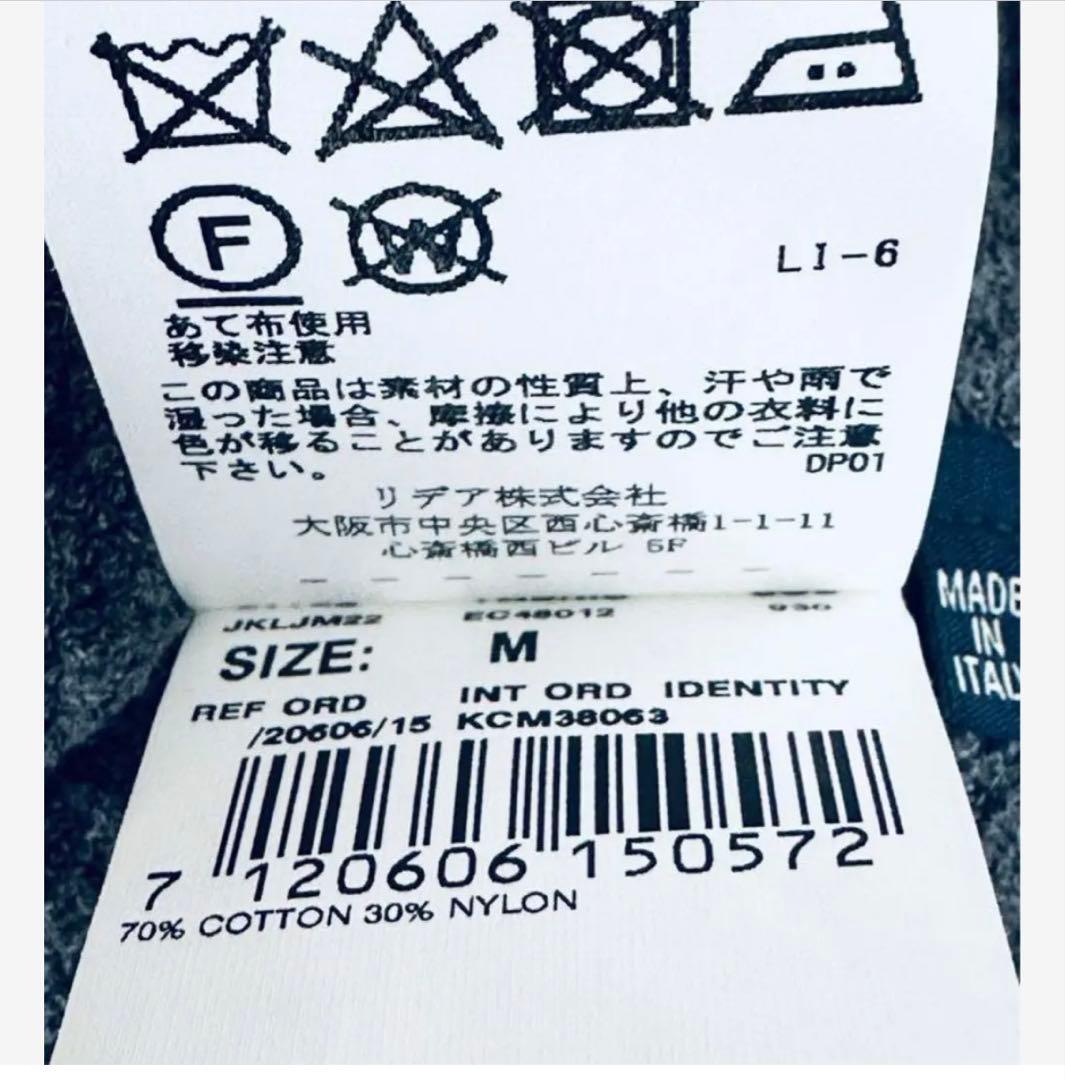 F
W
LI-6
あて布使用
移染注意
この商品は素材の性質上、汗や雨で
湿った場合、摩擦により他の衣料に
色が移ることがありますのでご注意
下さい。
DP01
リデア株式会社
大阪市中央区西心斎橋1-1-11
心斎橋西ビル 5F
JKLJM22 EC48012 930
SIZE: M
REF ORD INT ORD IDENTITY
/20606/15 KCM38063
7 120606 150572
70% COTTON 30% NYLON
MADE
IN
ITALY